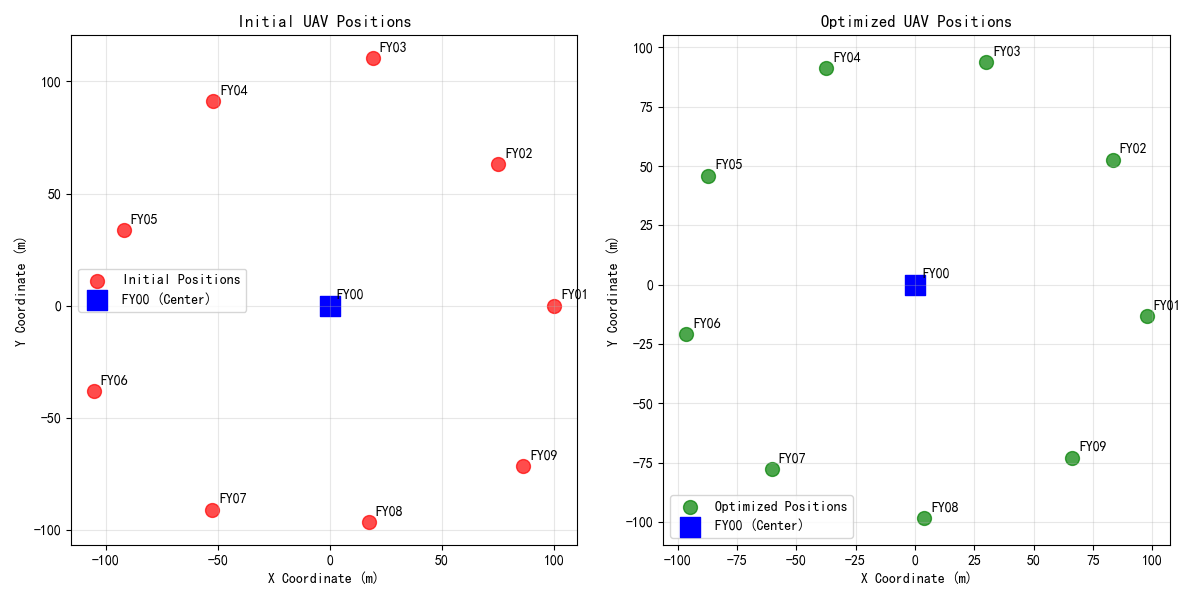 Initial UAV Positions
FY03
FY04
FY02
FY05
Initial Positions
FY00 (Center)
FY00
FY01
FY06
FY09
FY07
FY08
100
50
0
−50
−100
−100
−50
0
50
100
X Coordinate (m)
Y Coordinate (m)
Optimized UAV Positions
FY04
FY03
FY02
FY05
FY00
FY01
FY06
FY09
FY07
FY08
Optimized Positions
FY00 (Center)
100
75
50
25
0
−25
−50
−75
−100
−100
−75
−50
−25
0
25
50
75
100
X Coordinate (m)
Y Coordinate (m)